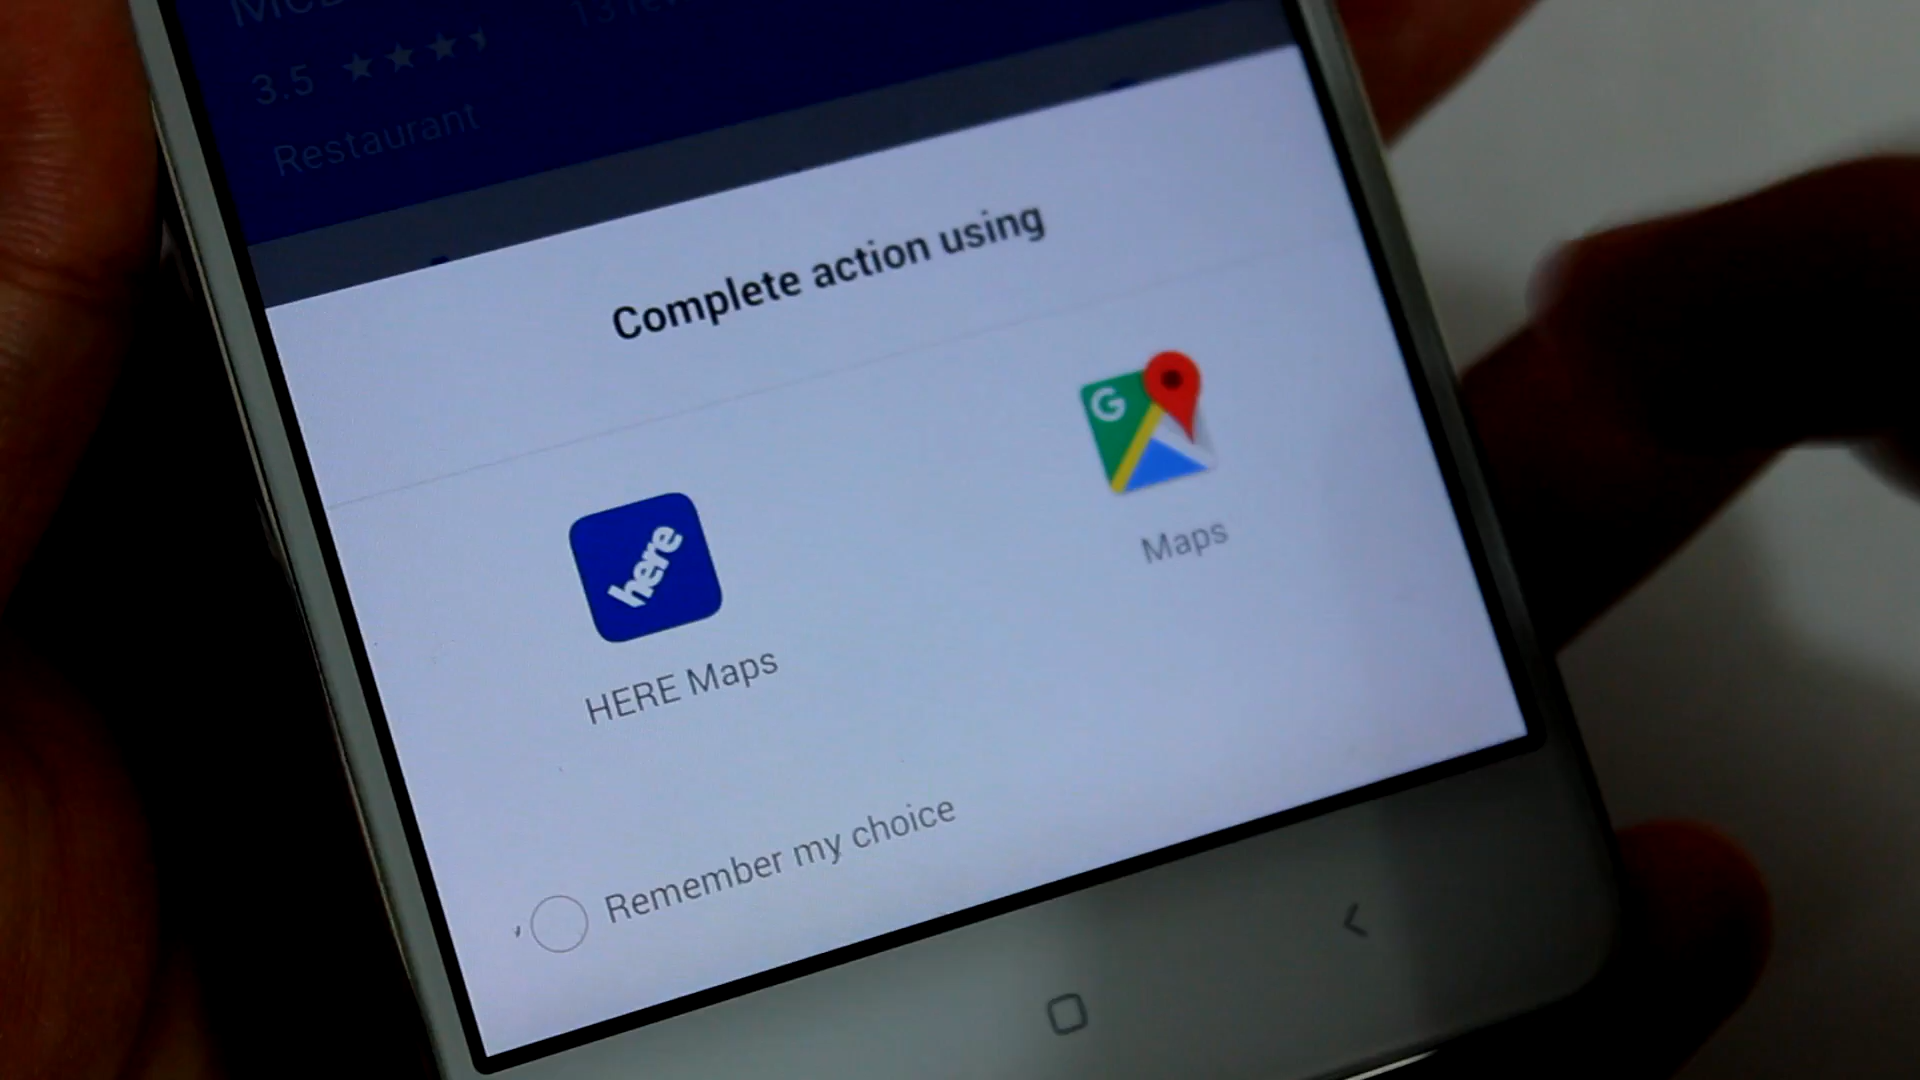 3.5
Restaurant
Complete action using
G
here
Maps
HERE Maps
Remember my choice